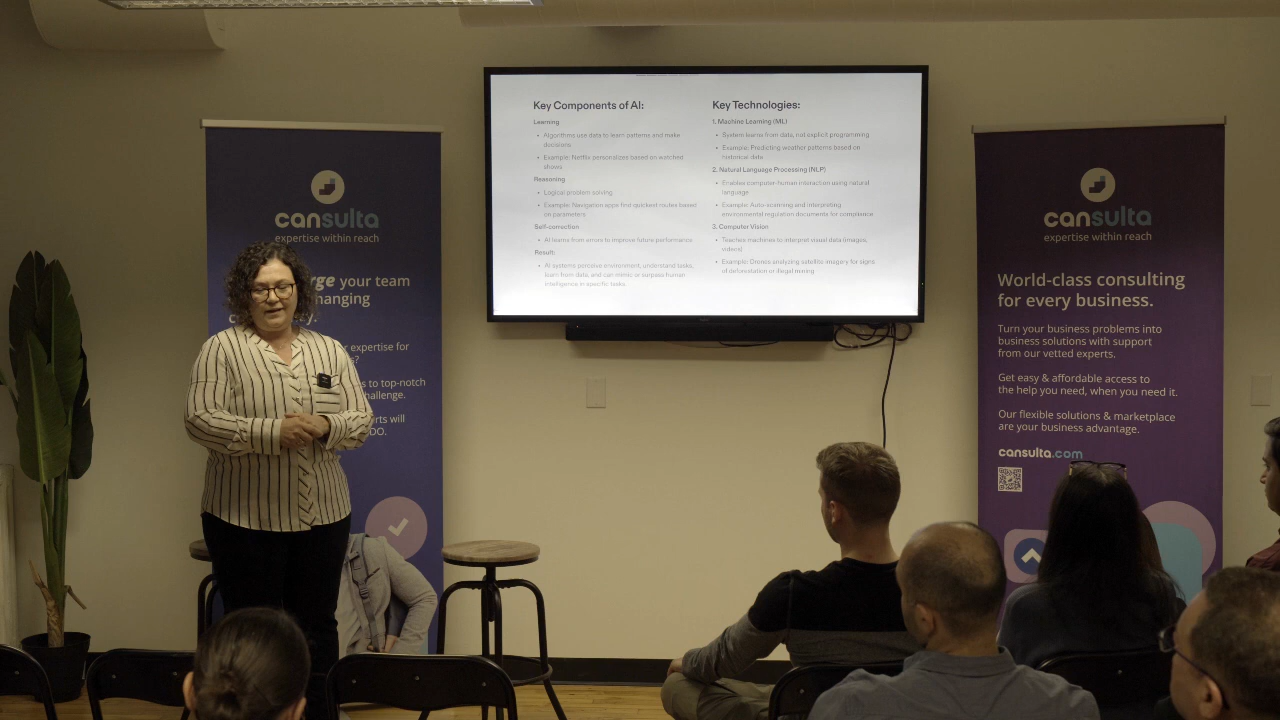 Key Components of AI:
Learning
• Algorithms use data to learn patterns and make
decisions.
• Example: Netflix personalizes based on watched
shows
Reasoning
• Logical problem solving
• Example: Navigation apps find quickest routes based
on parameters
Self-correction
• AI learns from errors to improve future performance
Result:
• AI systems perceive environment, understand tasks,
learn from data, and can mimic or surpass human
intelligence in specific tasks.
Key Technologies:
1. Machine Learning (ML)
• System learns from data, not explicit programming
• Example: Predicting weather patterns based on
historical data
2. Natural Language Processing (NLP)
• Enables computer-human interaction using natural
language
• Example: Auto-scanning and interpreting
environmental regulation documents for compliance
3. Computer Vision
• Teaches machines to interpret visual data (images,
videos)
• Example: Drones analyzing satellite imagery for signs
of deforestation or illegal mining
cansulta
expertise within reach
your team
expertise for
s to top-notch
DO.
cansulta
expertise within reach
World-class consulting
for every business.
Turn your business problems into
business solutions with support
from our vetted experts.
Get easy & affordable access to
the help you need, when you need it.
Our flexible solutions & marketplace
are your business advantage.
cansulta.com